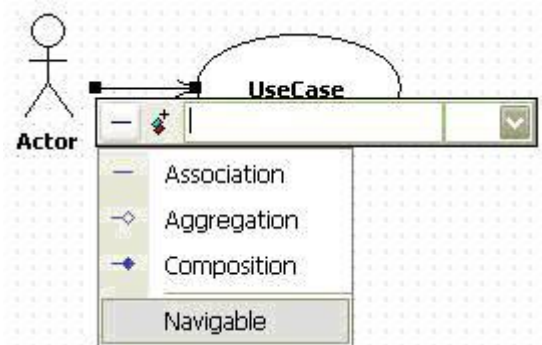 UseCase
Actor
Association
Aggregation
Composition
Navigable